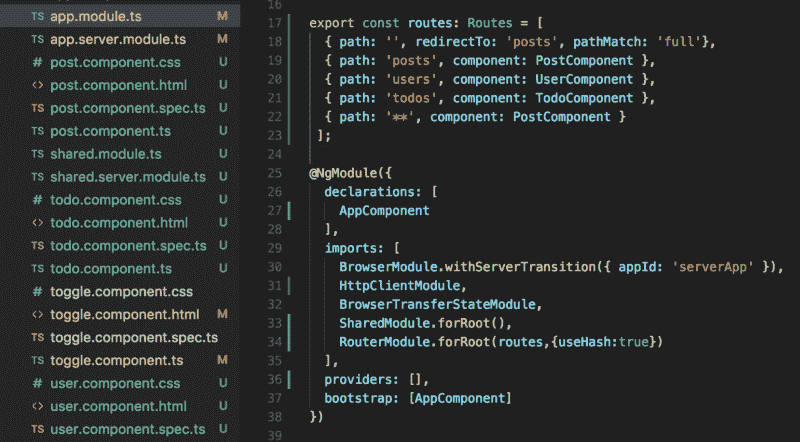 TS app.module.ts M
TS app.server.module.ts M
# post.component.css U
<> post.component.html U
TS post.component.spec.ts U
TS post.component.ts U
TS shared.module.ts U
TS shared.server.module.ts U
# todo.component.css U
<> todo.component.html U
TS todo.component.spec.ts U
TS todo.component.ts U
# toggle.component.css
<> toggle.component.html M
TS toggle.component.spec.ts
TS toggle.component.ts M
# user.component.css U
<> user.component.html U
TS user.component.spec.ts U
16
17 export const routes: Routes = [
18 { path: '', redirectTo: 'posts', pathMatch: 'full'},
19 { path: 'posts', component: PostComponent },
20 { path: 'users', component: UserComponent },
21 { path: 'todos', component: TodoComponent },
22 { path: '**', component: PostComponent }
23 ];
24
25 @NgModule({
26 declarations: [
27 AppComponent
28 ],
29 imports: [
30 BrowserModule.withServerTransition({ appId: 'serverApp' }),
31 HttpClientModule,
32 BrowserTransferStateModule,
33 SharedModule.forRoot(),
34 RouterModule.forRoot(routes,{useHash:true})
35 ],
36 providers: [],
37 bootstrap: [AppComponent]
38 })
39